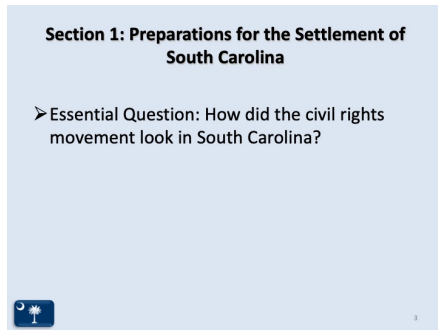 Section 1: Preparations for the Settlement of
South Carolina
➢Essential Question: How did the civil rights
movement look in South Carolina?
3